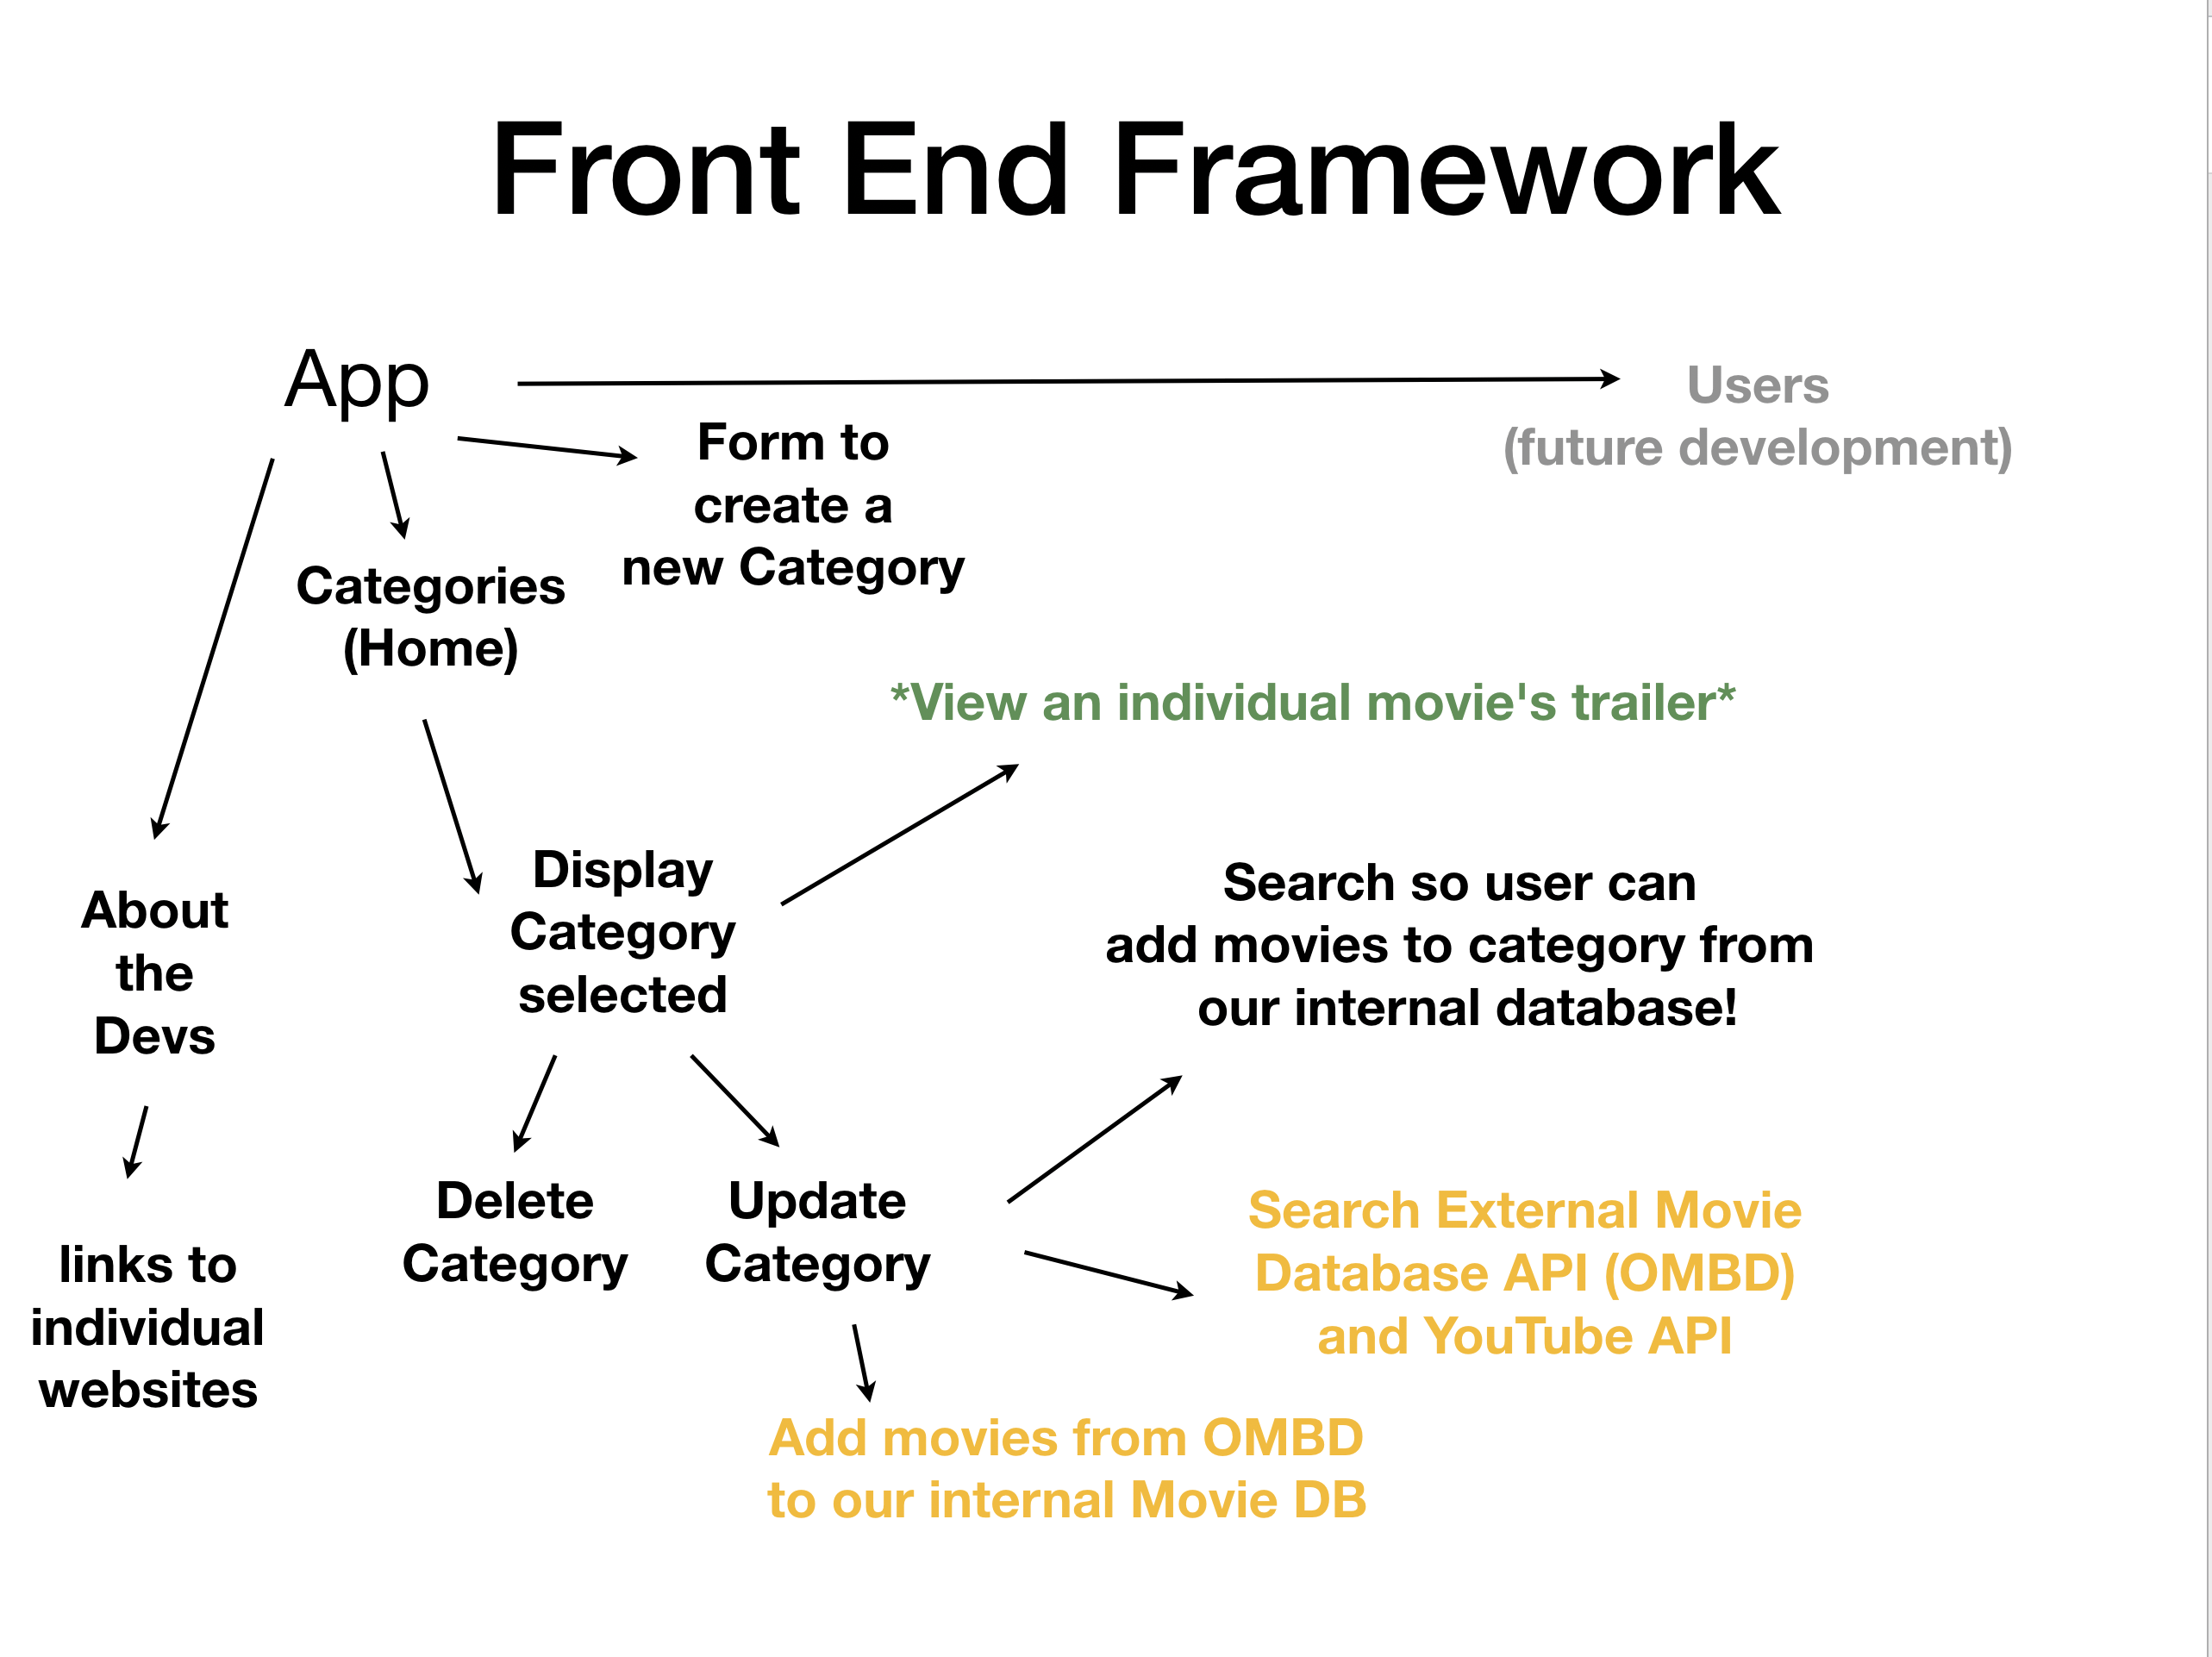 Front End Framework
App
Users
(future development)
Form to
create a
new Category
Categories
(Home)
*View an individual movie's trailer*
Display
Category
selected
Search so user can
add movies to category from
our internal database!
About
the
Devs
Delete
Category
Update
Category
Search External Movie
Database API (OMBD)
and YouTube API
links to
individual
websites
Add movies from OMBD
to our internal Movie DB